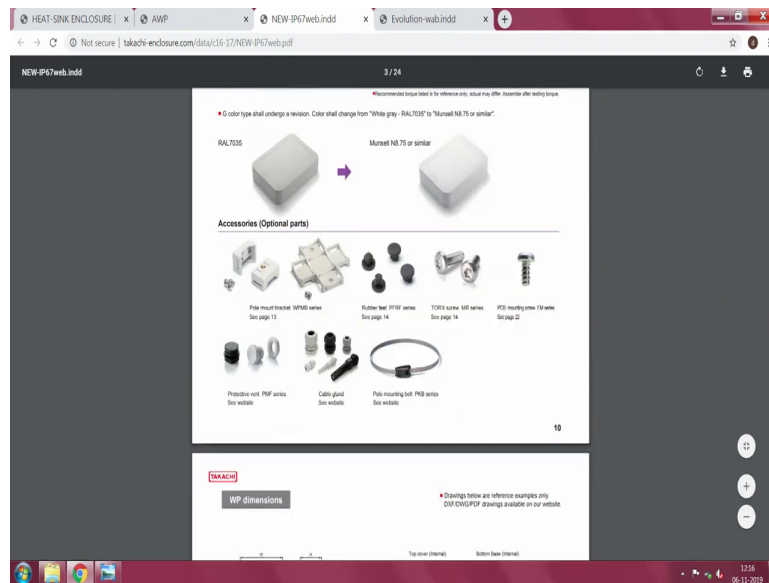 HEAT-SINK ENCLOSURE | x
AWP x
NEW-IP67web.indd x
Evolution-wab.indd x
Not secure | takachi-enclosure.com/data/c16-17/NEW-IP67web.pdf
d
NEW-IP67web.indd
3 / 24
Recommended torque listed is for reference only, actual may differ. Assemble after testing torque.
G color type shall undergo a revision. Color shall change from "White gray - RAL7035" to "Munsell N8.75 or similar".
RAL7035
Munsell N8.75 or similar
Accessories (Optional parts)
Pole mount bracket WPMB series
See page 13
Rubber feet PFRF series
See page 14
TORX screw MR series
See page 14
PCB mounting screw EM series
See page 22
Protective vent PMF series
See website
Cable gland
See website
Pole mounting belt PKB series
See website
10
TAKACHI
WP dimensions
Drawings below are reference examples only.
DXF/DWG/PDF drawings available on our website.
W
H
Top cover (Internal)
Bottom Base (Internal)
12:16
06-11-2019